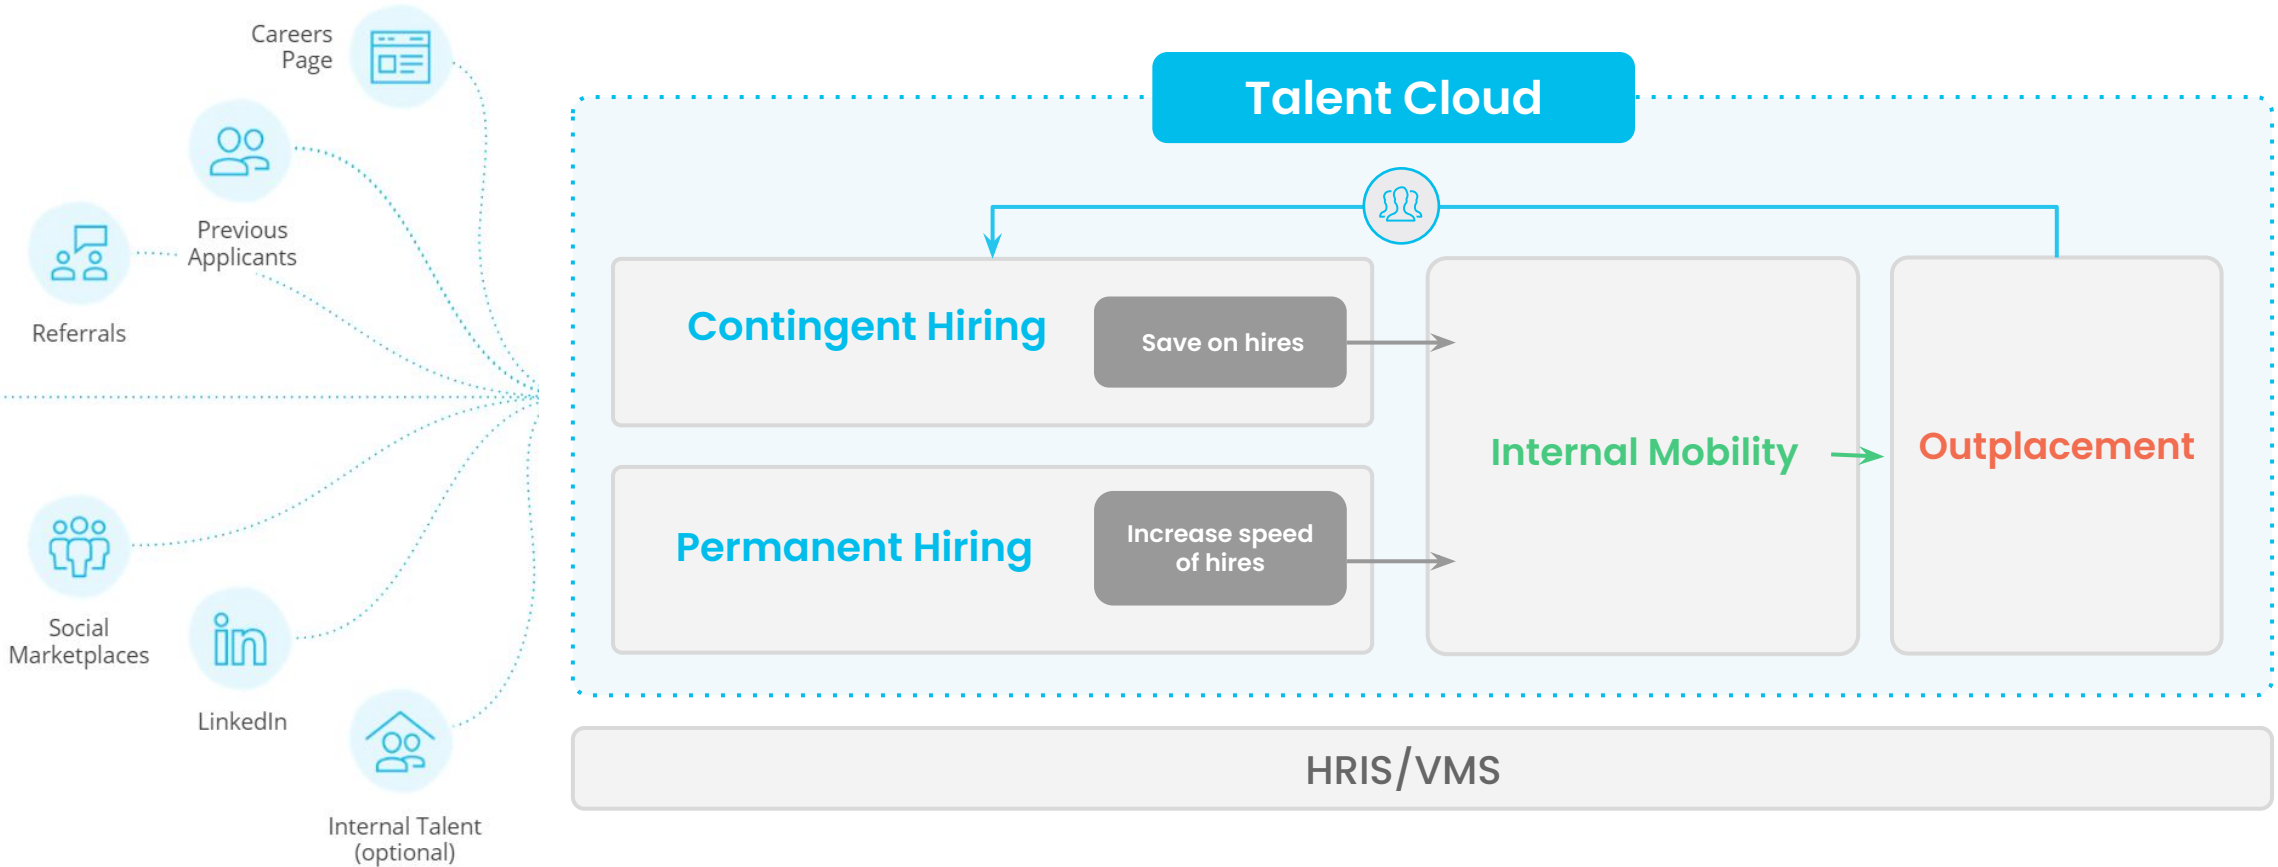 Careers
Page
Previous
Applicants
Referrals
Social
Marketplaces
in
LinkedIn
Internal Talent
(optional)
Talent Cloud
Contingent Hiring
Save on hires
Permanent Hiring
Increase speed
of hires
Internal Mobility
Outplacement
HRIS/VMS